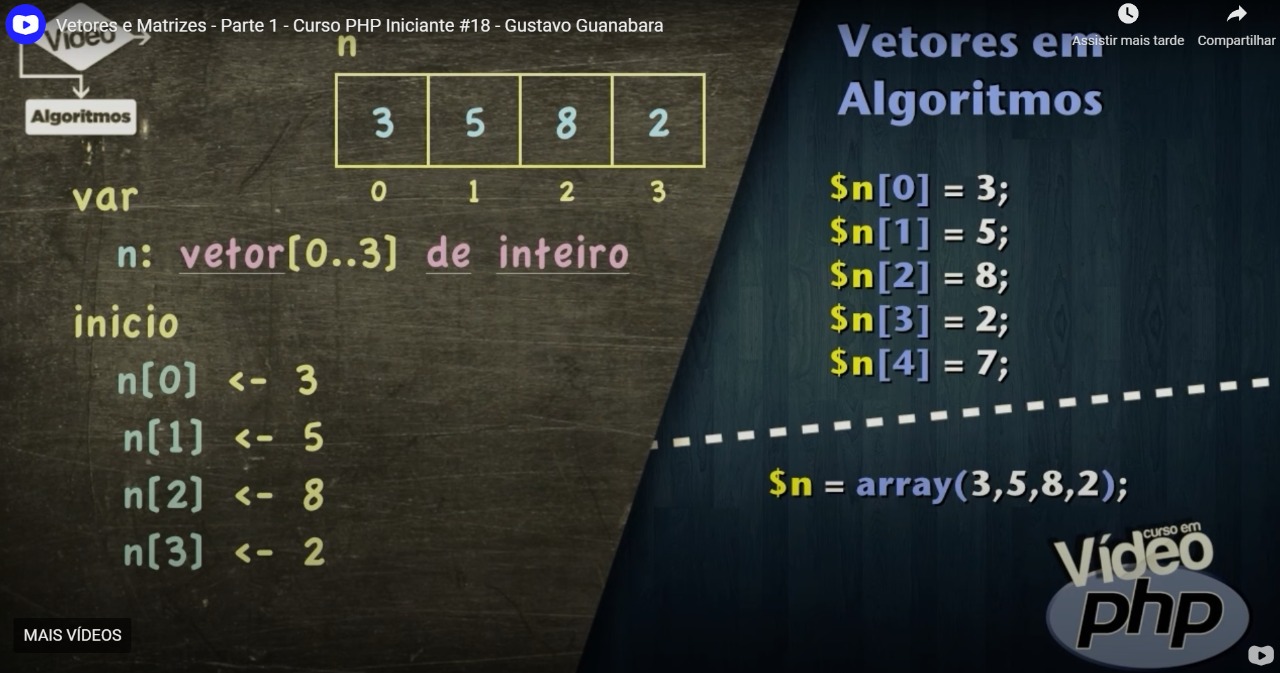 Vetores e Matrizes - Parte 1 - Curso PHP Iniciante #18 - Gustavo Guanabara
Assistir mais tarde
Compartilhar
Vídeo
Algoritmos
n
3 5 8 2
0 1 2 3
var
n: vetor[0..3] de inteiro
inicio
n[0] <- 3
n[1] <- 5
n[2] <- 8
n[3] <- 2
MAIS VÍDEOS
Vetores em
Algoritmos
$n[0] = 3;
$n[1] = 5;
$n[2] = 8;
$n[3] = 2;
$n[4] = 7;
$n = array(3,5,8,2);
curso em
Vídeo
php